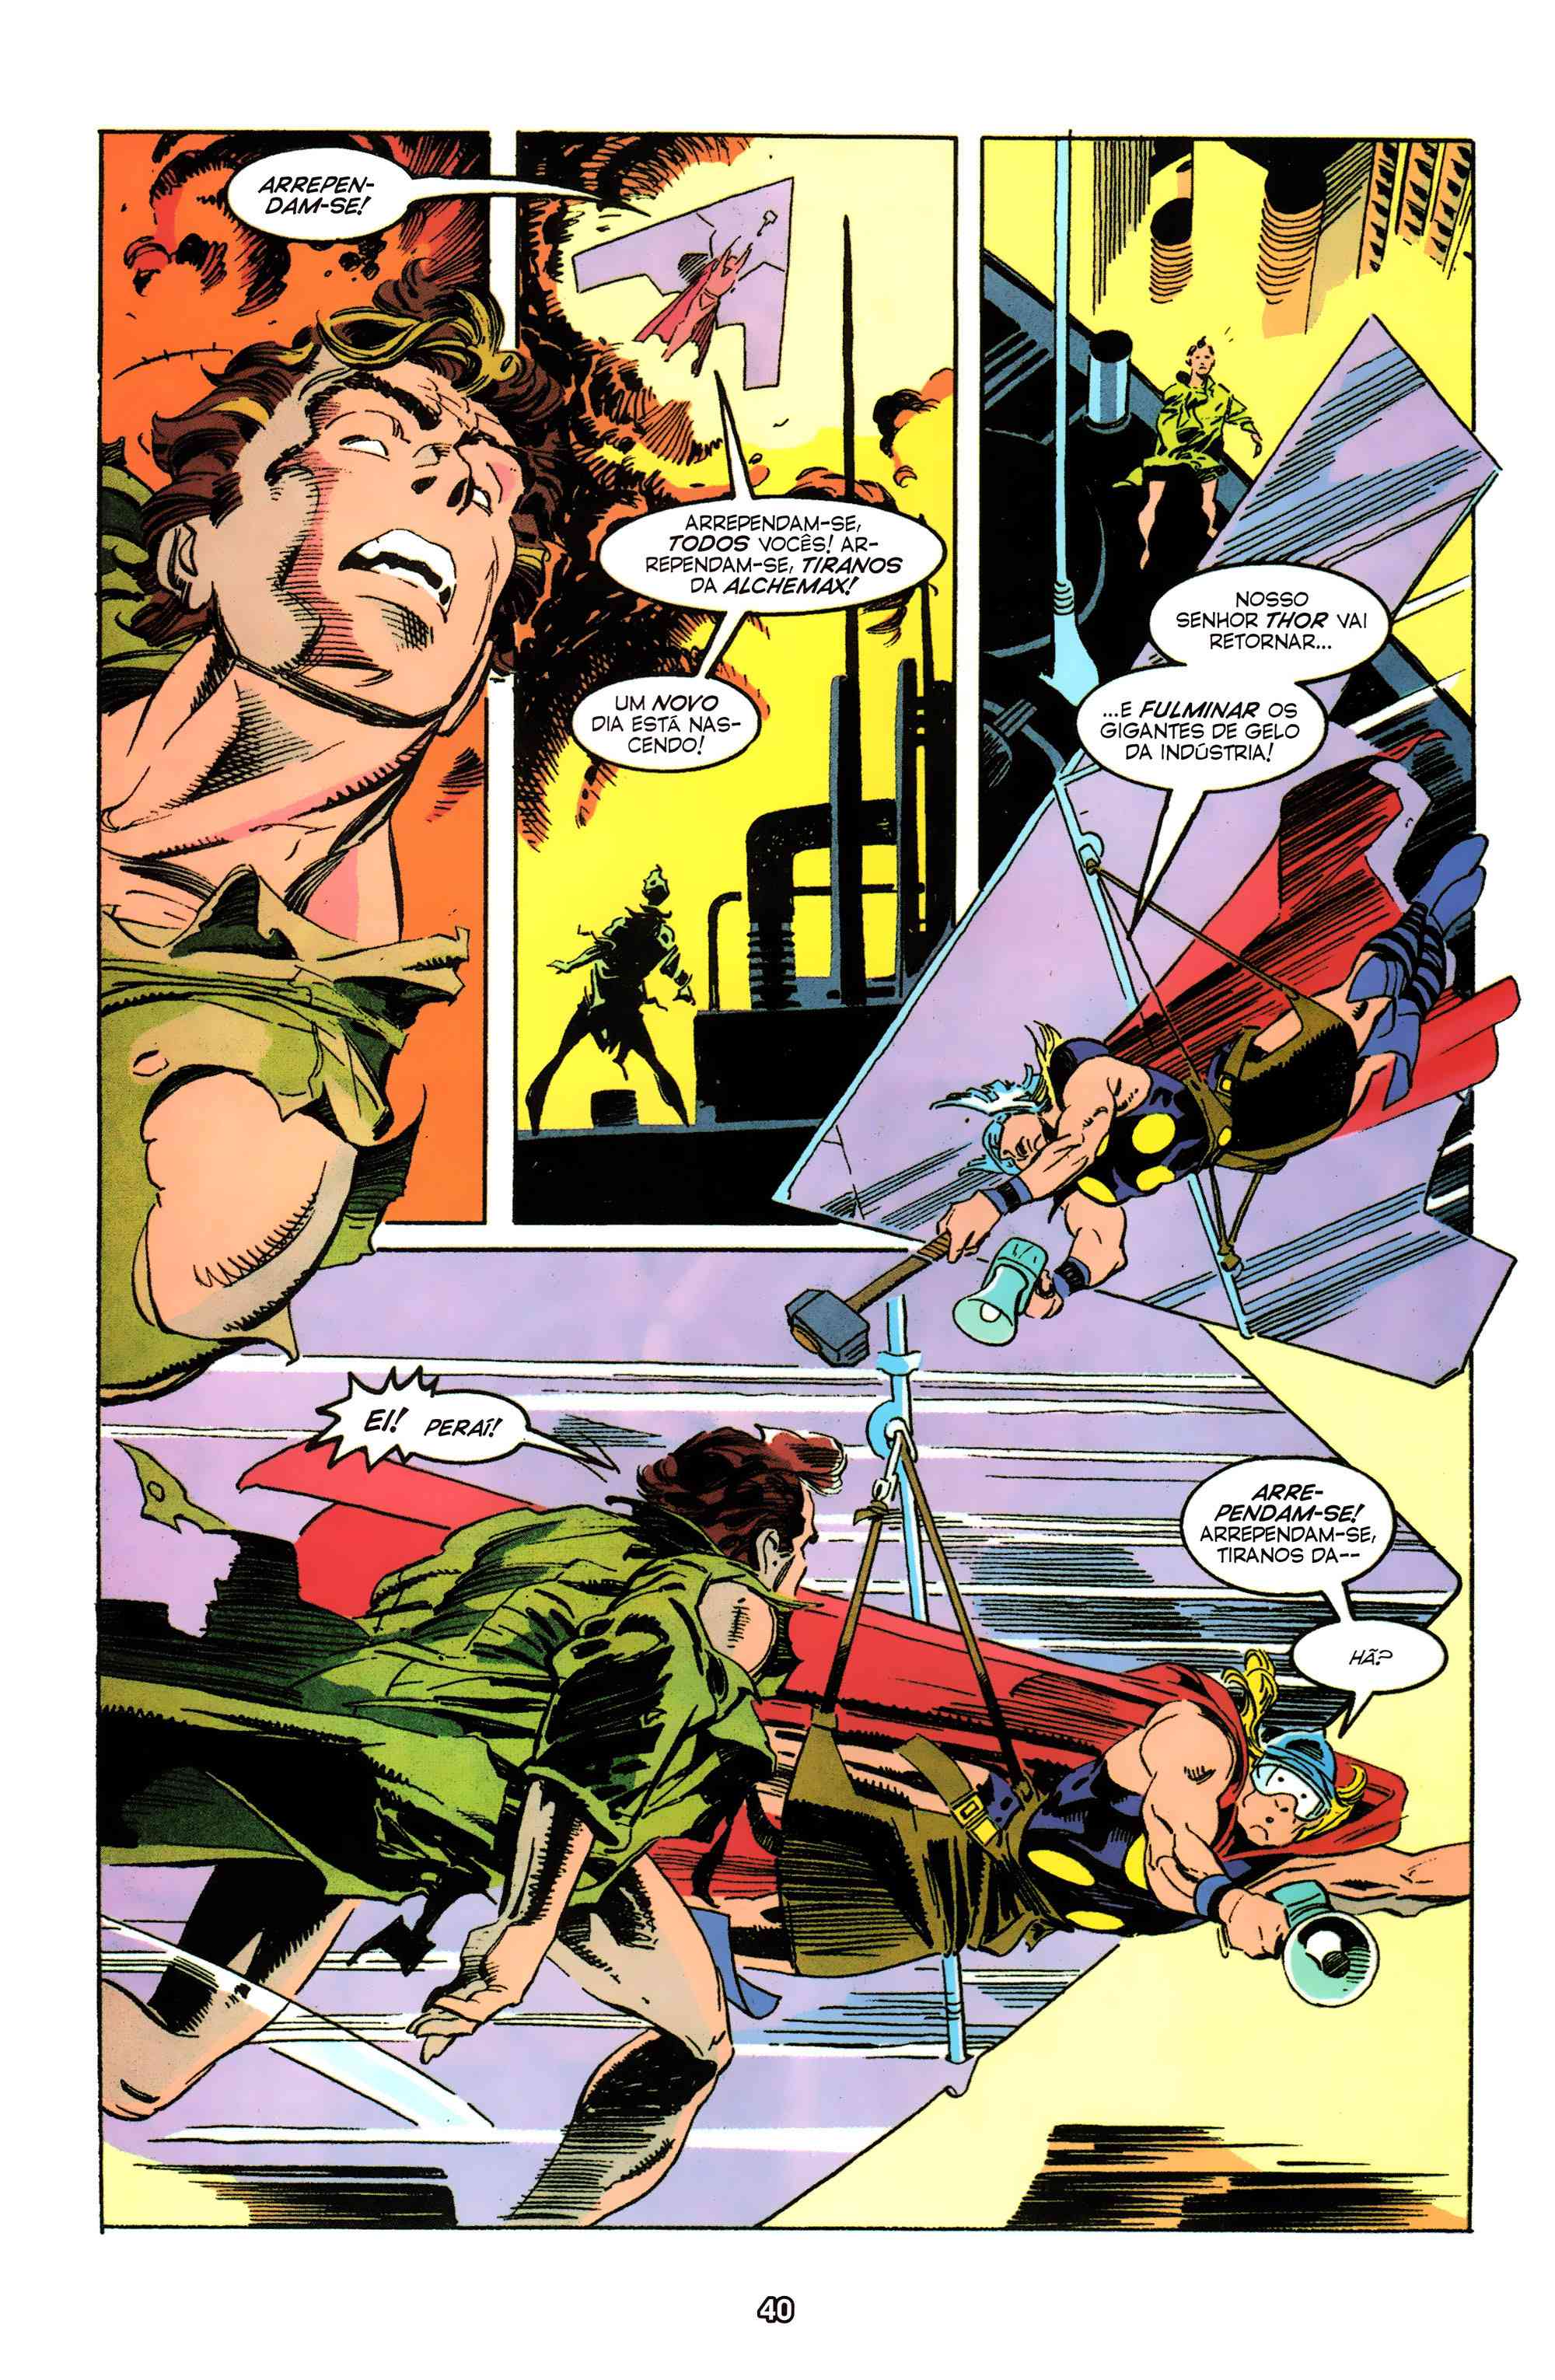 ARREPEN-
DAM-SE!
ARREPENDAM-SE,
TODOS VOCÊS! AR-
REPENDAM-SE, TIRANOS
DA ALCHEMAX!
UM NOVO
DIA ESTÁ NAS-
CENDO!
NOSSO
SENHOR THOR VAI
RETORNAR...
...E FULMINAR OS
GIGANTES DE GELO
DA INDÚSTRIA!
EI! PERAÍ!
ARRE-
PENDAM-SE!
ARREPENDAM-SE,
TIRANOS DA--
HÃ?
40